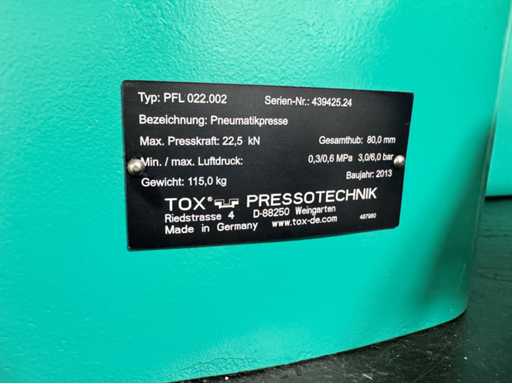 Typ: PFL 022.002 Serien-Nr.: 439425.24
Bezeichnung: Pneumatikpresse
Max. Presskraft: 22,5 kN Gesamthub: 80,0 mm
Min. / max. Luftdruck: 0,3/0,6 MPa 3,0/6,0 bar
Gewicht: 115,0 kg Baujahr: 2013
TOX® PRESSOTECHNIK
Riedstrasse 4 D-88250 Weingarten
Made in Germany www.tox-de.com 487980